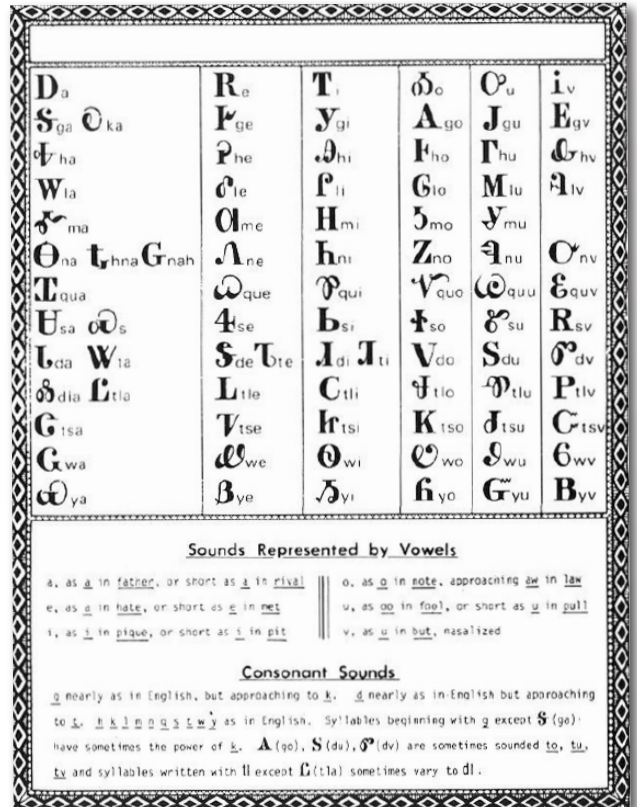 Ꭰa Ꭱe Ꭲi Ꭳo Ꭴu Ꭵv
Ꭶga Ꭷka Ꭸge Ꭹgi Ꭺgo Ꭻgu Ꭼgv
Ꭽha Ꭾhe Ꭿhi Ꮀho Ꮁhu Ꮂhv
Ꮃla Ꮄle Ꮅli Ꮆlo Ꮇlu Ꮈlv
Ꮉma Ꮊme Ꮋmi Ꮌmo Ꮍmu
Ꮎna Ꮏhna Ꮐnah Ꮑne Ꮒni Ꮓno Ꮔnu Ꮕnv
Ꮖqua Ꮗque Ꮘqui Ꮙquo Ꮚquu Ꮛquv
Ꮜsa Ꮝs Ꮞse Ꮟsi Ꮠso Ꮡsu Ꮢsv
Ꮣda Ꮤta Ꮥde Ꮦte Ꮧdi Ꮨti Ꮩdo Ꮪdu Ꮫdv
Ꮬdla Ꮭtla Ꮮtle Ꮯtli Ꮰtlo Ꮱtlu Ꮲtlv
Ꮳtsa Ꮴtse Ꮵtsi Ꮶtso Ꮷtsu Ꮸtsv
Ꮹwa Ꮺwe Ꮻwi Ꮼwo Ꮽwu Ꮾwv
Ꮿya Ᏸye Ᏹyi Ᏺyo Ᏻyu Ᏼyv
Sounds Represented by Vowels
a, as a in father, or short as a in rival
e, as a in hate, or short as e in met
i, as i in pique, or short as i in pit
o, as o in note, approaching aw in law
u, as oo in fool, or short as u in pull
v, as u in but, nasalized
Consonant Sounds
g nearly as in English, but approaching to k. d nearly as in English but approaching
to t. h k l m n q s t w y as in English. Syllables beginning with g except Ꭶ (ga)
have sometimes the power of k. Ꭺ (go), Ꮪ (du), Ꮫ (dv) are sometimes sounded to, tu,
tv and syllables written with tl except Ꮭ (tla) sometimes vary to dl.